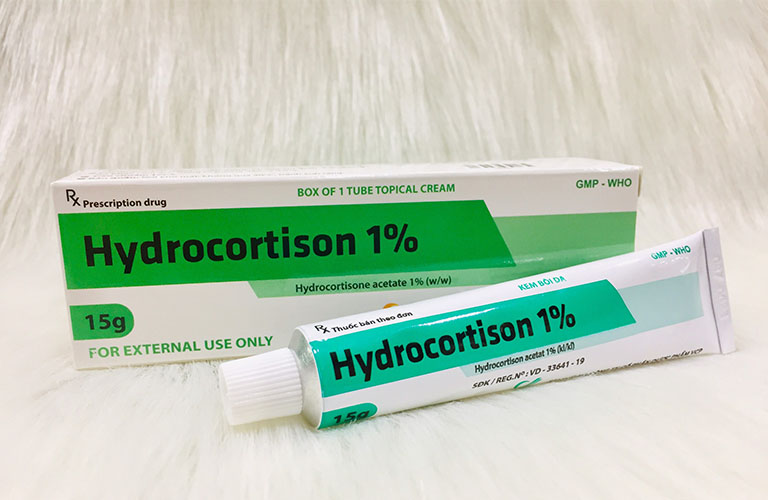 Rx Prescription drug
BOX OF 1 TUBE TOPICAL CREAM
GMP - WHO
Hydrocortison 1%
Hydrocortisone acetate 1% (w/w)
15g
FOR EXTERNAL USE ONLY
Rx Thuốc bán theo đơn
KEM BÔI DA
GMP - WHO
Hydrocortison 1%
Hydrocortison acetat 1% (kl/kl)
SĐK / REG.Nº : VD - 33641 - 19
15g